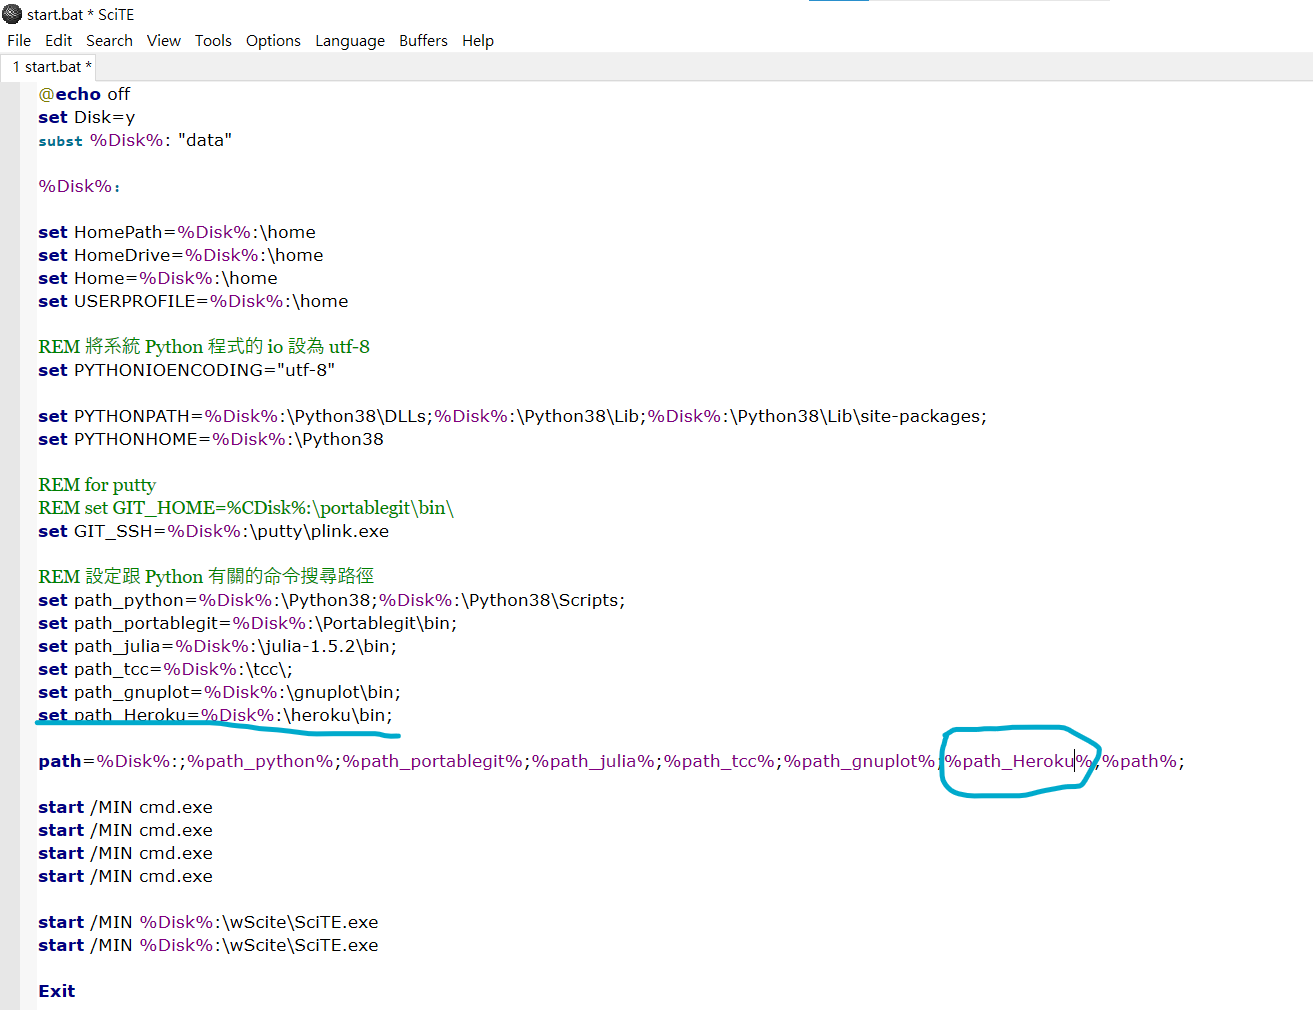 start.bat * SciTE
File Edit Search View Tools Options Language Buffers Help
1 start.bat *
@echo off
set Disk=y
subst %Disk%: "data"
%Disk%:
set HomePath=%Disk%:\home
set HomeDrive=%Disk%:\home
set Home=%Disk%:\home
set USERPROFILE=%Disk%:\home
REM 將系統 Python 程式的 io 設為 utf-8
set PYTHONIOENCODING="utf-8"
set PYTHONPATH=%Disk%:\Python38\DLLs;%Disk%:\Python38\Lib;%Disk%:\Python38\Lib\site-packages;
set PYTHONHOME=%Disk%:\Python38
REM for putty
REM set GIT_HOME=%CDisk%:\portablegit\bin\
set GIT_SSH=%Disk%:\putty\plink.exe
REM 設定跟 Python 有關的命令搜尋路徑
set path_python=%Disk%:\Python38;%Disk%:\Python38\Scripts;
set path_portablegit=%Disk%:\Portablegit\bin;
set path_julia=%Disk%:\julia-1.5.2\bin;
set path_tcc=%Disk%:\tcc\;
set path_gnuplot=%Disk%:\gnuplot\bin;
set path_Heroku=%Disk%:\heroku\bin;
path=%Disk%:;%path_python%;%path_portablegit%;%path_julia%;%path_tcc%;%path_gnuplot%;%path_Heroku%;%path%;
start /MIN cmd.exe
start /MIN cmd.exe
start /MIN cmd.exe
start /MIN cmd.exe
start /MIN %Disk%:\wScite\SciTE.exe
start /MIN %Disk%:\wScite\SciTE.exe
Exit